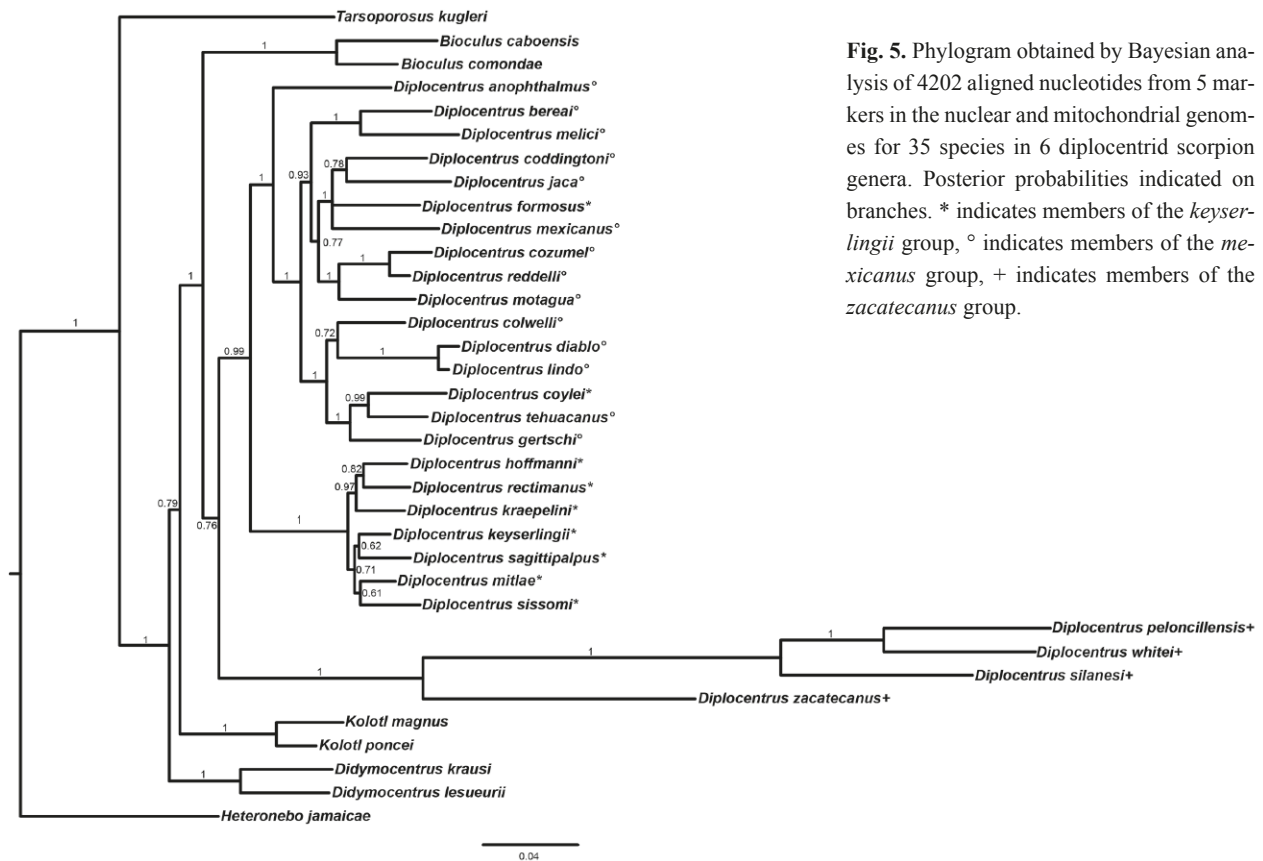 Tarsoporosus kugleri
1
Bioculus caboensis
Bioculus comondae
Diplocentrus anophthalmus°
Diplocentrus bereai°
1
Diplocentrus melici°
0.78
Diplocentrus coddingtoni°
0.93
1
Diplocentrus jaca°
1
Diplocentrus formosus*
Diplocentrus mexicanus°
0.77
Diplocentrus cozumel°
1
1
1
1
Diplocentrus reddelli°
Diplocentrus motagua°
Diplocentrus colwelli°
1
0.72
Diplocentrus diablo°
0.99
1
Diplocentrus lindo°
1
Diplocentrus coylei*
0.99
Diplocentrus tehuacanus°
1
Diplocentrus gertschi°
Diplocentrus hoffmanni*
0.82
Diplocentrus rectimanus*
0.97
0.79
Diplocentrus kraepelini*
0.76
1
Diplocentrus keyserlingii*
0.62
Diplocentrus sagittipalpus*
0.71
Diplocentrus mitlae*
0.61
Diplocentrus sissomi*
Diplocentrus peloncillensis+
1
1
1
Diplocentrus whitei+
1
Diplocentrus silanesi+
Diplocentrus zacatecanus+
Kolotl magnus
1
Kolotl poncei
Didymocentrus krausi
1
Didymocentrus lesueurii
Heteronebo jamaicae
0.04
Fig. 5. Phylogram obtained by Bayesian ana-
lysis of 4202 aligned nucleotides from 5 mar-
kers in the nuclear and mitochondrial genom-
es for 35 species in 6 diplocentrid scorpion
genera. Posterior probabilities indicated on
branches. * indicates members of the keyser-
lingii group, ° indicates members of the me-
xicanus group, + indicates members of the
zacatecanus group.